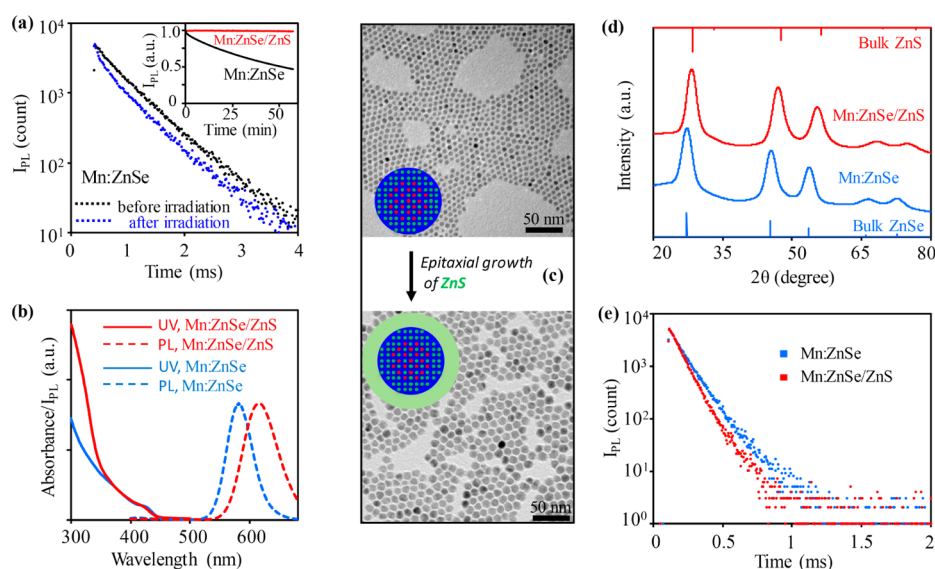 (a)
10⁴
10³
10²
10¹
I_PL (count)
0 1 2 3 4
Time (ms)
Mn:ZnSe
before irradiation
after irradiation
1.0
0.5
0
I_PL (a.u.)
Mn:ZnSe/ZnS
Mn:ZnSe
0 25 50
Time (min)
(b)
Absorbance/I_PL (a.u.)
UV, Mn:ZnSe/ZnS
PL, Mn:ZnSe/ZnS
UV, Mn:ZnSe
PL, Mn:ZnSe
300 400 500 600
Wavelength (nm)
50 nm
Epitaxial growth
of ZnS
(c)
50 nm
(d)
Intensity (a.u.)
Bulk ZnS
Mn:ZnSe/ZnS
Mn:ZnSe
Bulk ZnSe
20 35 50 65 80
2θ (degree)
(e)
10⁴
10³
10²
10¹
10⁰
I_PL (count)
Mn:ZnSe
Mn:ZnSe/ZnS
0 0.5 1 1.5 2
Time (ms)